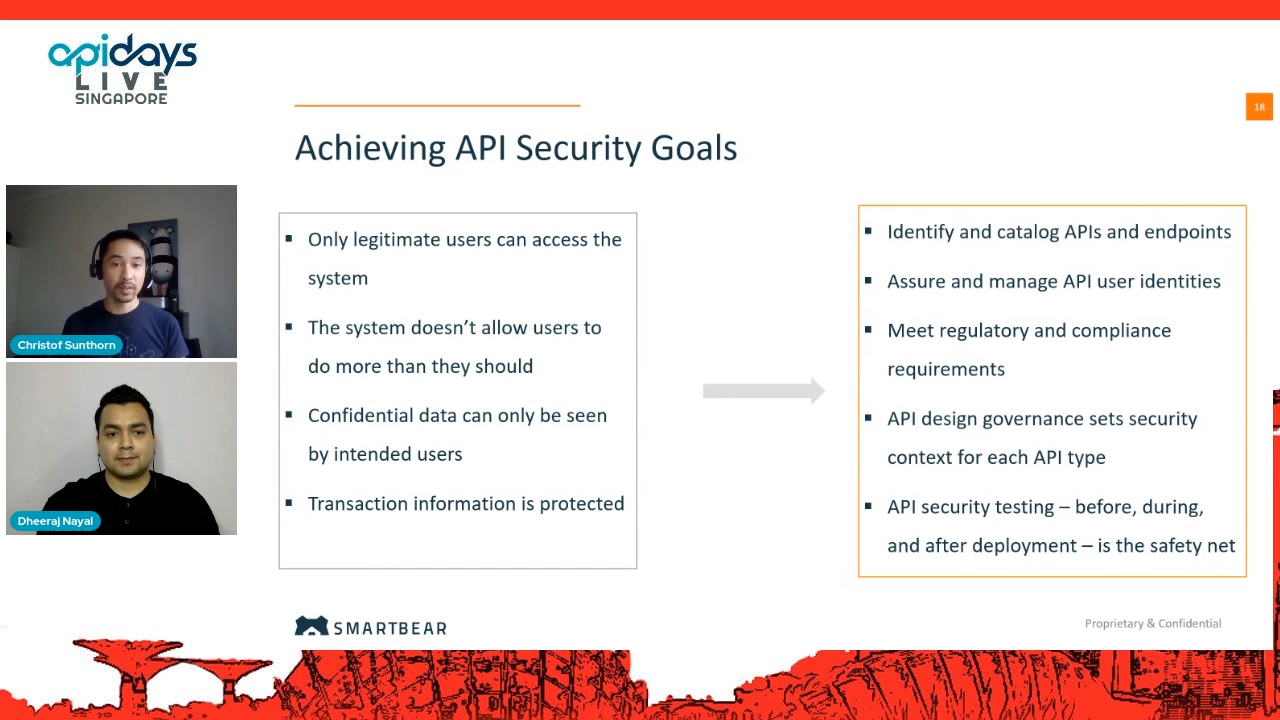 apidays
LIVE
SINGAPORE
18
Achieving API Security Goals
Christof Sunthorn
Dheeraj Nayal
▪ Only legitimate users can access the
system
▪ The system doesn’t allow users to
do more than they should
▪ Confidential data can only be seen
by intended users
▪ Transaction information is protected
▪ Identify and catalog APIs and endpoints
▪ Assure and manage API user identities
▪ Meet regulatory and compliance
requirements
▪ API design governance sets security
context for each API type
▪ API security testing – before, during,
and after deployment – is the safety net
SMARTBEAR
Proprietary & Confidential